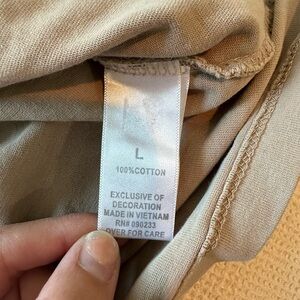 L
100%COTTON
EXCLUSIVE OF
DECORATION
MADE IN VIETNAM
RN# 090233
OVER FOR CARE